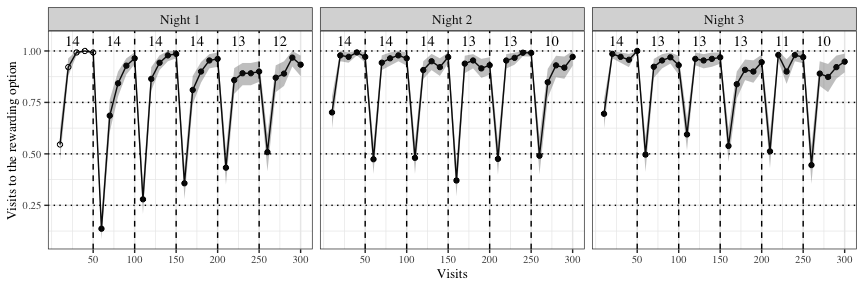 Night 1 Night 2 Night 3
14 14 14 14 13 12 14 14 14 13 13 10 14 13 13 13 11 10
1.00
0.75
0.50
0.25
50 100 150 200 250 300 50 100 150 200 250 300 50 100 150 200 250 300
Visits
Visits to the rewarding option